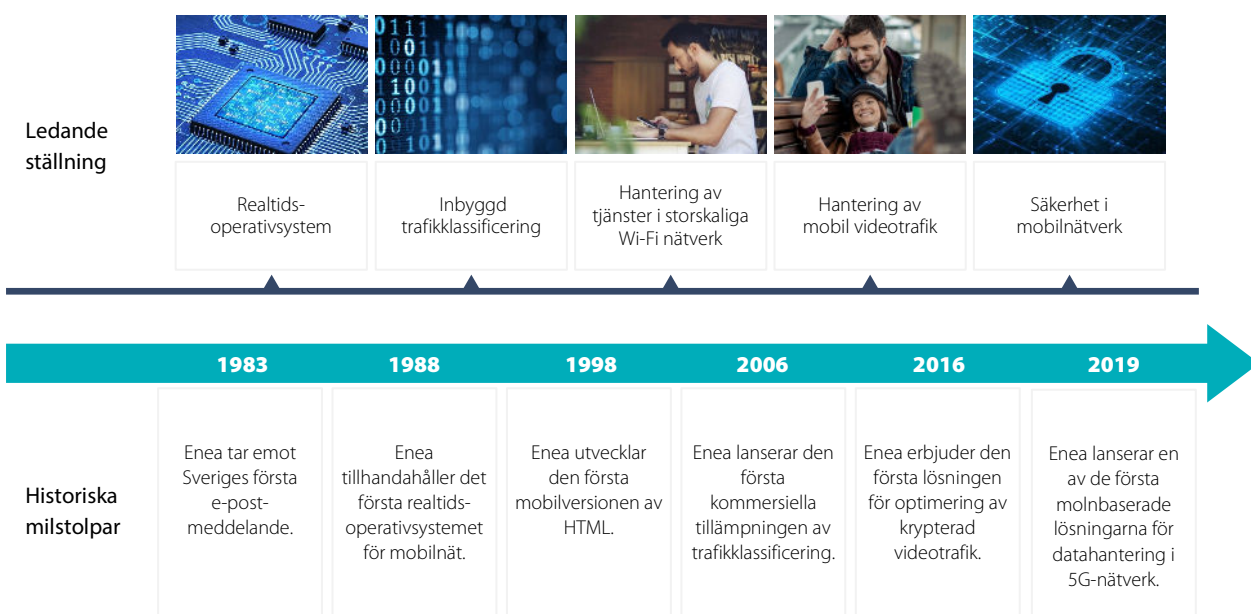 Ledande
ställning
Realtids-
operativsystem
Inbyggd
trafikklassificering
Hantering av
tjänster i storskaliga
Wi-Fi nätverk
Hantering av
mobil videotrafik
Säkerhet i
mobilnätverk
1983
1988
1998
2006
2016
2019
Historiska
milstolpar
Enea tar emot
Sveriges första
e-post-
meddelande.
Enea
tillhandahåller det
första realtids-
operativsystemet
för mobilnät.
Enea utvecklar
den första
mobilversionen av
HTML.
Enea lanserar den
första
kommersiella
tillämpningen av
trafikklassificering.
Enea erbjuder den
första lösningen
för optimering av
krypterad
videotrafik.
Enea lanserar en
av de första
molnbaserade
lösningarna för
datahantering i
5G-nätverk.